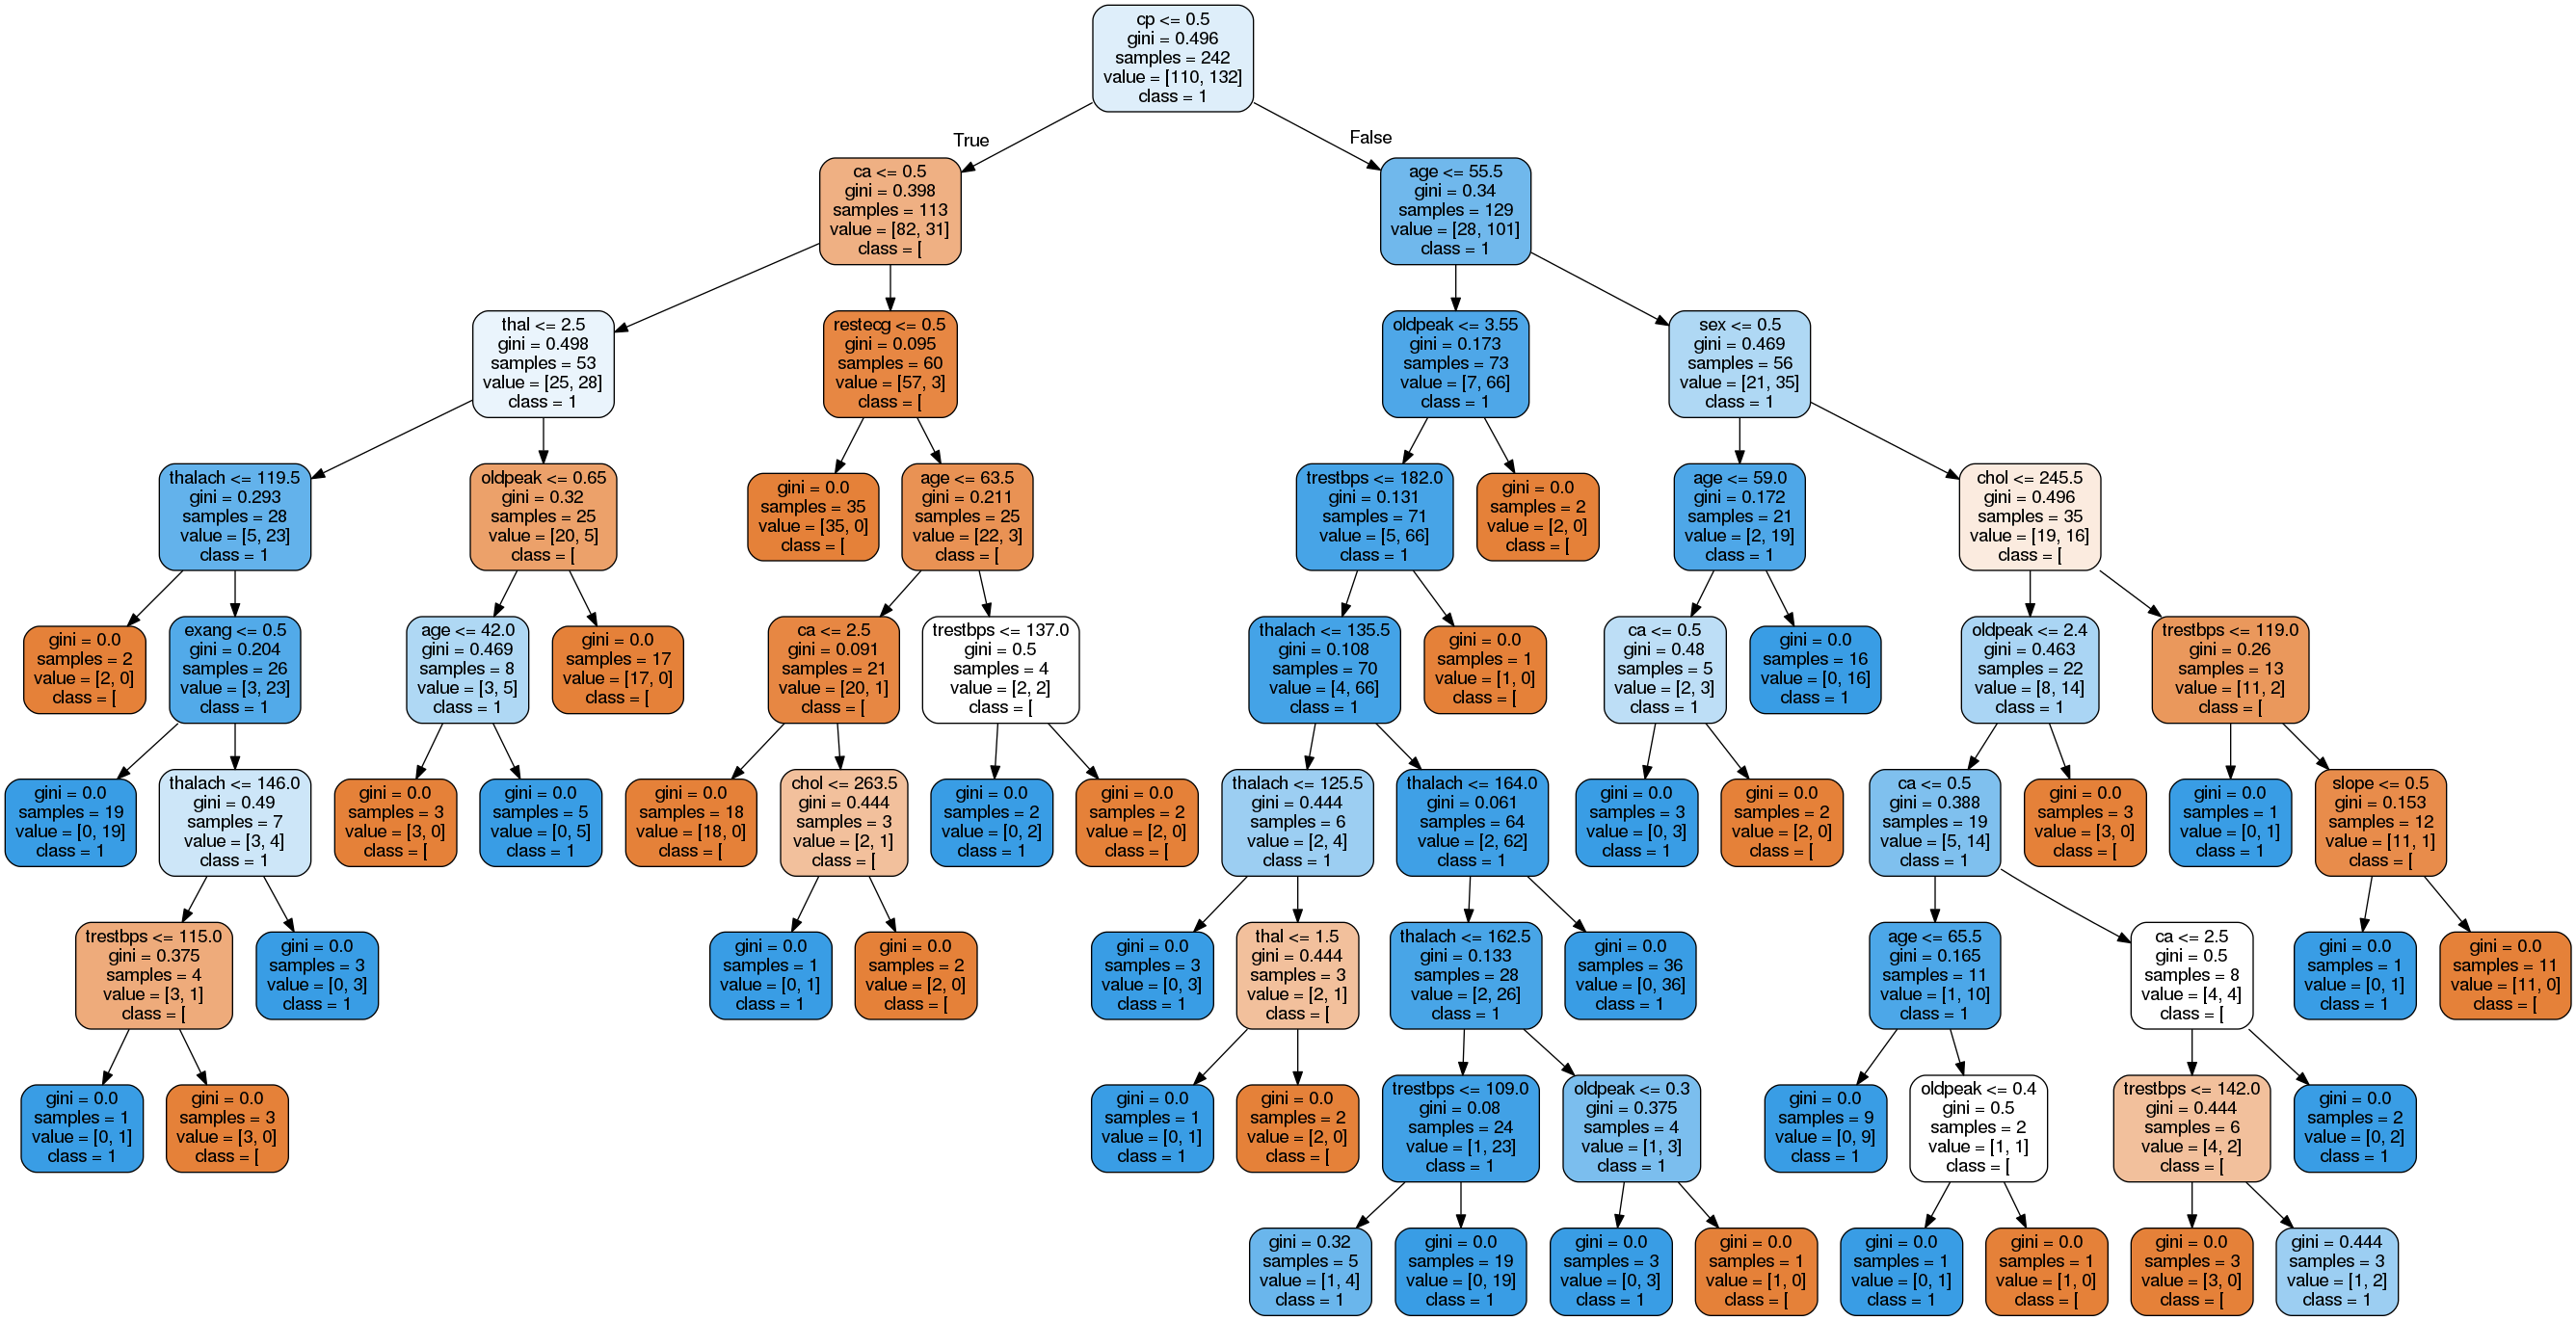 cp <= 0.5
gini = 0.496
samples = 242
value = [110, 132]
class = 1
True
False
ca <= 0.5
gini = 0.398
samples = 113
value = [82, 31]
class = [
age <= 55.5
gini = 0.34
samples = 129
value = [28, 101]
class = 1
thal <= 2.5
gini = 0.498
samples = 53
value = [25, 28]
class = 1
restecg <= 0.5
gini = 0.095
samples = 60
value = [57, 3]
class = [
oldpeak <= 3.55
gini = 0.173
samples = 73
value = [7, 66]
class = 1
sex <= 0.5
gini = 0.469
samples = 56
value = [21, 35]
class = 1
thalach <= 119.5
gini = 0.293
samples = 28
value = [5, 23]
class = 1
oldpeak <= 0.65
gini = 0.32
samples = 25
value = [20, 5]
class = [
gini = 0.0
samples = 35
value = [35, 0]
class = [
age <= 63.5
gini = 0.211
samples = 25
value = [22, 3]
class = [
trestbps <= 182.0
gini = 0.131
samples = 71
value = [5, 66]
class = 1
gini = 0.0
samples = 2
value = [2, 0]
class = [
age <= 59.0
gini = 0.172
samples = 21
value = [2, 19]
class = 1
chol <= 245.5
gini = 0.496
samples = 35
value = [19, 16]
class = [
gini = 0.0
samples = 2
value = [2, 0]
class = [
exang <= 0.5
gini = 0.204
samples = 26
value = [3, 23]
class = 1
age <= 42.0
gini = 0.469
samples = 8
value = [3, 5]
class = 1
gini = 0.0
samples = 17
value = [17, 0]
class = [
ca <= 2.5
gini = 0.091
samples = 21
value = [20, 1]
class = [
trestbps <= 137.0
gini = 0.5
samples = 4
value = [2, 2]
class = [
thalach <= 135.5
gini = 0.108
samples = 70
value = [4, 66]
class = 1
gini = 0.0
samples = 1
value = [1, 0]
class = [
ca <= 0.5
gini = 0.48
samples = 5
value = [2, 3]
class = 1
gini = 0.0
samples = 16
value = [0, 16]
class = 1
oldpeak <= 2.4
gini = 0.463
samples = 22
value = [8, 14]
class = 1
trestbps <= 119.0
gini = 0.26
samples = 13
value = [11, 2]
class = [
gini = 0.0
samples = 19
value = [0, 19]
class = 1
thalach <= 146.0
gini = 0.49
samples = 7
value = [3, 4]
class = 1
gini = 0.0
samples = 3
value = [3, 0]
class = [
gini = 0.0
samples = 5
value = [0, 5]
class = 1
gini = 0.0
samples = 18
value = [18, 0]
class = [
chol <= 263.5
gini = 0.444
samples = 3
value = [2, 1]
class = [
gini = 0.0
samples = 2
value = [0, 2]
class = 1
gini = 0.0
samples = 2
value = [2, 0]
class = [
thalach <= 125.5
gini = 0.444
samples = 6
value = [2, 4]
class = 1
thalach <= 164.0
gini = 0.061
samples = 64
value = [2, 62]
class = 1
gini = 0.0
samples = 3
value = [0, 3]
class = 1
gini = 0.0
samples = 2
value = [2, 0]
class = [
ca <= 0.5
gini = 0.388
samples = 19
value = [5, 14]
class = 1
gini = 0.0
samples = 3
value = [3, 0]
class = [
gini = 0.0
samples = 1
value = [0, 1]
class = 1
slope <= 0.5
gini = 0.153
samples = 12
value = [11, 1]
class = [
trestbps <= 115.0
gini = 0.375
samples = 4
value = [3, 1]
class = [
gini = 0.0
samples = 3
value = [0, 3]
class = 1
gini = 0.0
samples = 1
value = [0, 1]
class = 1
gini = 0.0
samples = 2
value = [2, 0]
class = [
gini = 0.0
samples = 3
value = [0, 3]
class = 1
thal <= 1.5
gini = 0.444
samples = 3
value = [2, 1]
class = [
thalach <= 162.5
gini = 0.133
samples = 28
value = [2, 26]
class = 1
gini = 0.0
samples = 36
value = [0, 36]
class = 1
age <= 65.5
gini = 0.165
samples = 11
value = [1, 10]
class = 1
ca <= 2.5
gini = 0.5
samples = 8
value = [4, 4]
class = [
gini = 0.0
samples = 1
value = [0, 1]
class = 1
gini = 0.0
samples = 11
value = [11, 0]
class = [
gini = 0.0
samples = 1
value = [0, 1]
class = 1
gini = 0.0
samples = 3
value = [3, 0]
class = [
gini = 0.0
samples = 1
value = [0, 1]
class = 1
gini = 0.0
samples = 2
value = [2, 0]
class = [
trestbps <= 109.0
gini = 0.08
samples = 24
value = [1, 23]
class = 1
oldpeak <= 0.3
gini = 0.375
samples = 4
value = [1, 3]
class = 1
gini = 0.0
samples = 9
value = [0, 9]
class = 1
oldpeak <= 0.4
gini = 0.5
samples = 2
value = [1, 1]
class = [
trestbps <= 142.0
gini = 0.444
samples = 6
value = [4, 2]
class = [
gini = 0.0
samples = 2
value = [0, 2]
class = 1
gini = 0.32
samples = 5
value = [1, 4]
class = 1
gini = 0.0
samples = 19
value = [0, 19]
class = 1
gini = 0.0
samples = 3
value = [0, 3]
class = 1
gini = 0.0
samples = 1
value = [1, 0]
class = [
gini = 0.0
samples = 1
value = [0, 1]
class = 1
gini = 0.0
samples = 1
value = [1, 0]
class = [
gini = 0.0
samples = 3
value = [3, 0]
class = [
gini = 0.444
samples = 3
value = [1, 2]
class = 1